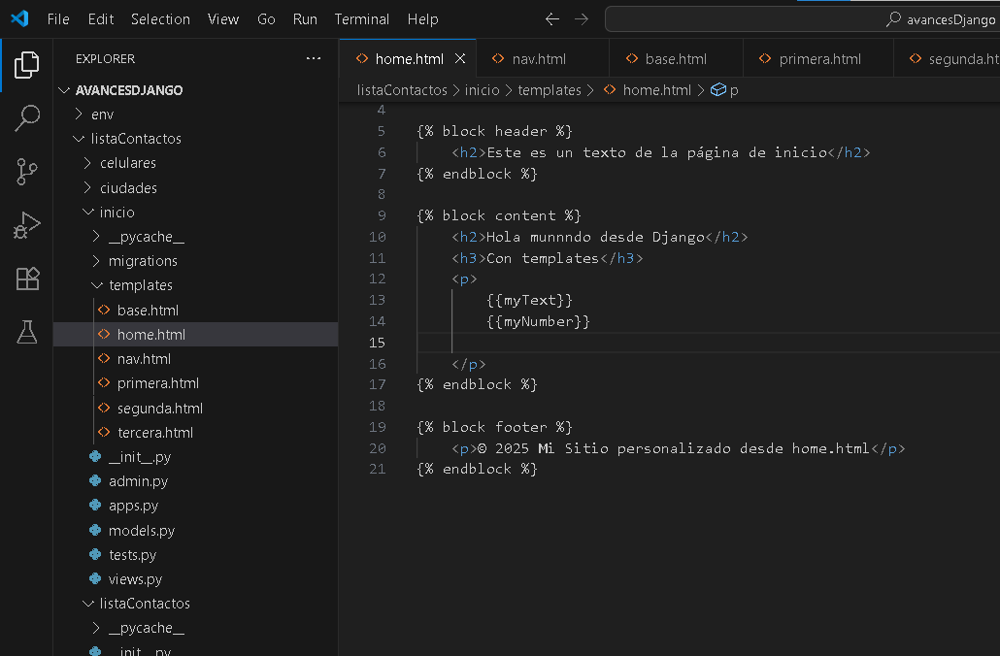 File Edit Selection View Go Run Terminal Help
avancesDjango
EXPLORER ···
AVANCESDJANGO
env
listaContactos
celulares
ciudades
inicio
__pycache__
migrations
templates
base.html
home.html
nav.html
primera.html
segunda.html
tercera.html
__init__.py
admin.py
apps.py
models.py
tests.py
views.py
listaContactos
__pycache__
__init__.py
home.html nav.html base.html primera.html segunda.ht
listaContactos > inicio > templates > home.html > p
4
5 {% block header %}
6 <h2>Este es un texto de la página de inicio</h2>
7 {% endblock %}
8
9 {% block content %}
10 <h2>Hola munnndo desde Django</h2>
11 <h3>Con templates</h3>
12 <p>
13 {{myText}}
14 {{myNumber}}
15
16 </p>
17 {% endblock %}
18
19 {% block footer %}
20 <p>© 2025 Mi Sitio personalizado desde home.html</p>
21 {% endblock %}